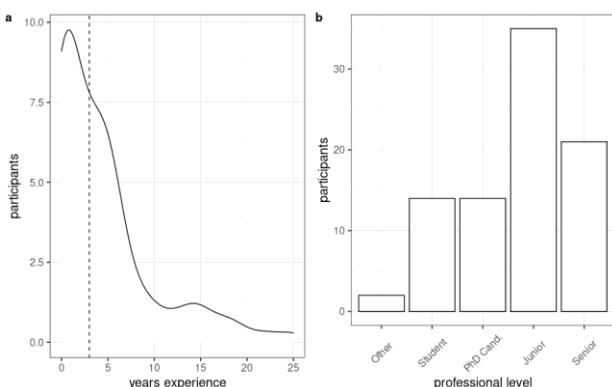 a
10.0
7.5
5.0
2.5
0.0
participants
0 5 10 15 20 25
years experience
b
30
20
10
0
participants
Other Student PhD Cand. Junior Senior
professional level